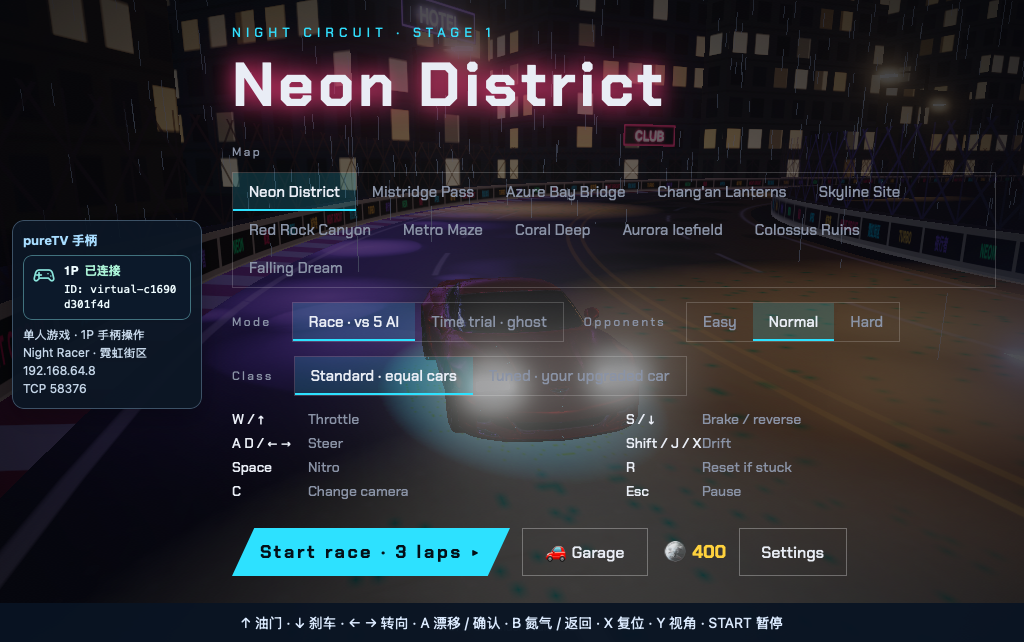 HOTEL
NIGHT CIRCUIT · STAGE 1
Neon District
CLUB
Map
Neon District Mistridge Pass Azure Bay Bridge Chang'an Lanterns Skyline Site
Red Rock Canyon Metro Maze Coral Deep Aurora Icefield Colossus Ruins
Falling Dream
pureTV 手柄
1P 已连接
ID: virtual-c1690
d301f4d
单人游戏 · 1P 手柄操作
Night Racer · 霓虹街区
192.168.64.8
TCP 58376
Mode Race · vs 5 AI Time trial · ghost Opponents Easy Normal Hard
Class Standard · equal cars Tuned · your upgraded car
W / ↑ Throttle S / ↓ Brake / reverse
A D / ← → Steer Shift / J / X Drift
Space Nitro R Reset if stuck
C Change camera Esc Pause
Start race · 3 laps ▸ Garage 400 Settings
↑ 油门 · ↓ 刹车 · ← → 转向 · A 漂移 / 确认 · B 氮气 / 返回 · X 复位 · Y 视角 · START 暂停